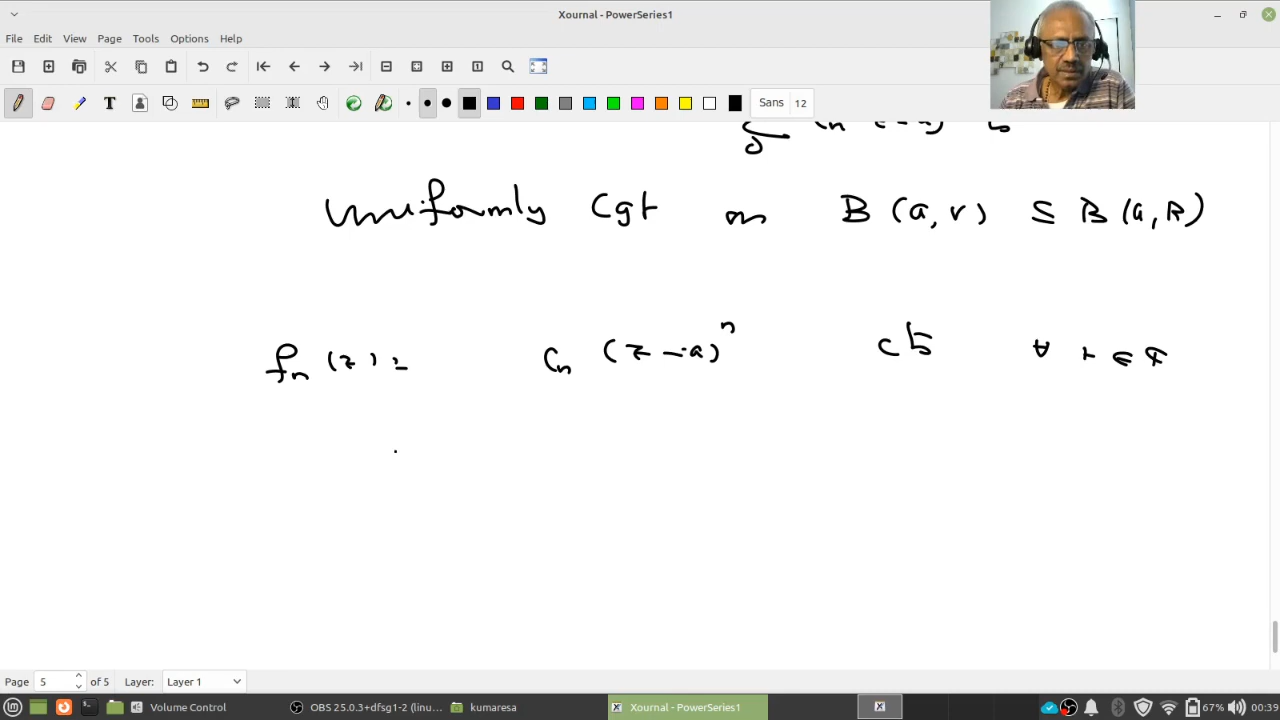 Xournal - PowerSeries1
File Edit View Page Tools Options Help
Sans 12
uniformly Cgt on B (a, r) ⊆ B (a, R)
fn (z) = Cn (z - a)^n cts ∀ z ∈
Page 5 of 5 Layer: Layer 1
Volume Control OBS 25.0.3+dfsg1-2 (linu... kumaresa Xournal - PowerSeries1 67% 00:39